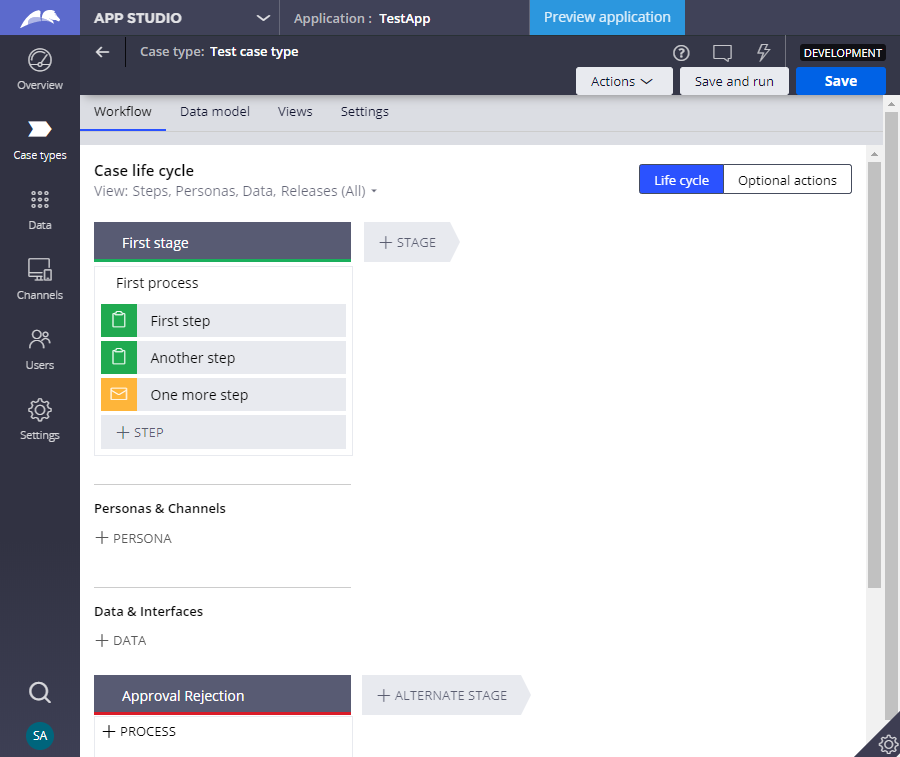 APP STUDIO
Application : TestApp
Preview application
Case type: Test case type
DEVELOPMENT
Actions
Save and run
Save
Overview
Case types
Data
Channels
Users
Settings
SA
Workflow
Data model
Views
Settings
Case life cycle
View: Steps, Personas, Data, Releases (All)
Life cycle
Optional actions
First stage
+ STAGE
First process
First step
Another step
One more step
+ STEP
Personas & Channels
+ PERSONA
Data & Interfaces
+ DATA
Approval Rejection
+ ALTERNATE STAGE
+ PROCESS